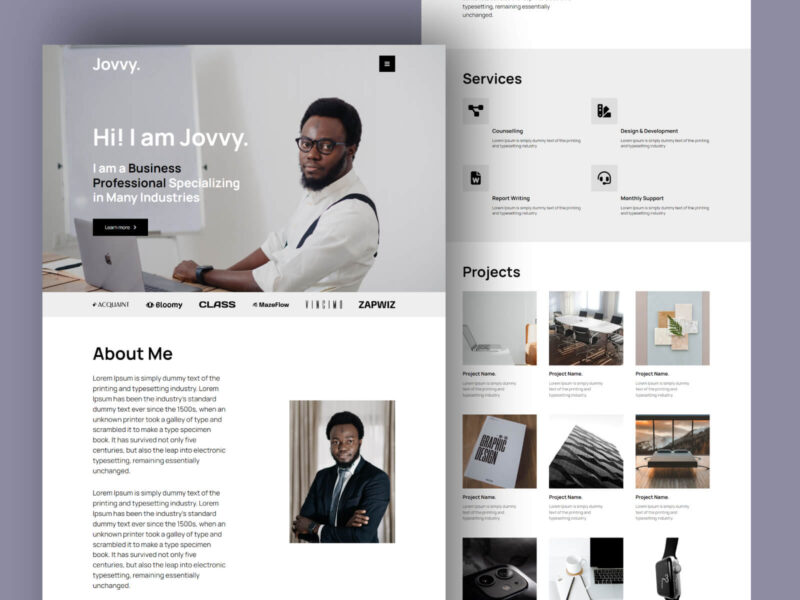 Jovvy.
Hi! I am Jovvy.
I am a Business
Professional Specializing
in Many Industries
Learn more
ACQUAINT
Bloomy
CLASS
MazeFlow
VINCIMO
ZAPWIZ
About Me
Lorem Ipsum is simply dummy text of the
printing and typesetting industry. Lorem
Ipsum has been the industry's standard
dummy text ever since the 1500s, when an
unknown printer took a galley of type and
scrambled it to make a type specimen
book. It has survived not only five
centuries, but also the leap into electronic
typesetting, remaining essentially
unchanged.
Lorem Ipsum is simply dummy text of the
printing and typesetting industry. Lorem
Ipsum has been the industry's standard
dummy text ever since the 1500s, when an
unknown printer took a galley of type and
scrambled it to make a type specimen
book. It has survived not only five
centuries, but also the leap into electronic
typesetting, remaining essentially
unchanged.
typesetting, remaining essentially
unchanged.
Services
Counselling
Lorem Ipsum is simply dummy text of the printing
and typesetting industry
Design & Development
Lorem Ipsum is simply dummy text of the printing
and typesetting industry
W
Report Writing
Lorem Ipsum is simply dummy text of the printing
and typesetting industry
Monthly Support
Lorem Ipsum is simply dummy text of the printing
and typesetting industry
Projects
Project Name.
Lorem Ipsum is simply dummy
text of the printing and
typesetting industry
Project Name.
Lorem Ipsum is simply dummy
text of the printing and
typesetting industry
Project Name.
Lorem Ipsum is simply dummy
text of the printing and
typesetting industry
GRAPHIC
DESIGN
Project Name.
Lorem Ipsum is simply dummy
text of the printing and
typesetting industry
Project Name.
Lorem Ipsum is simply dummy
text of the printing and
typesetting industry
Project Name.
Lorem Ipsum is simply dummy
text of the printing and
typesetting industry